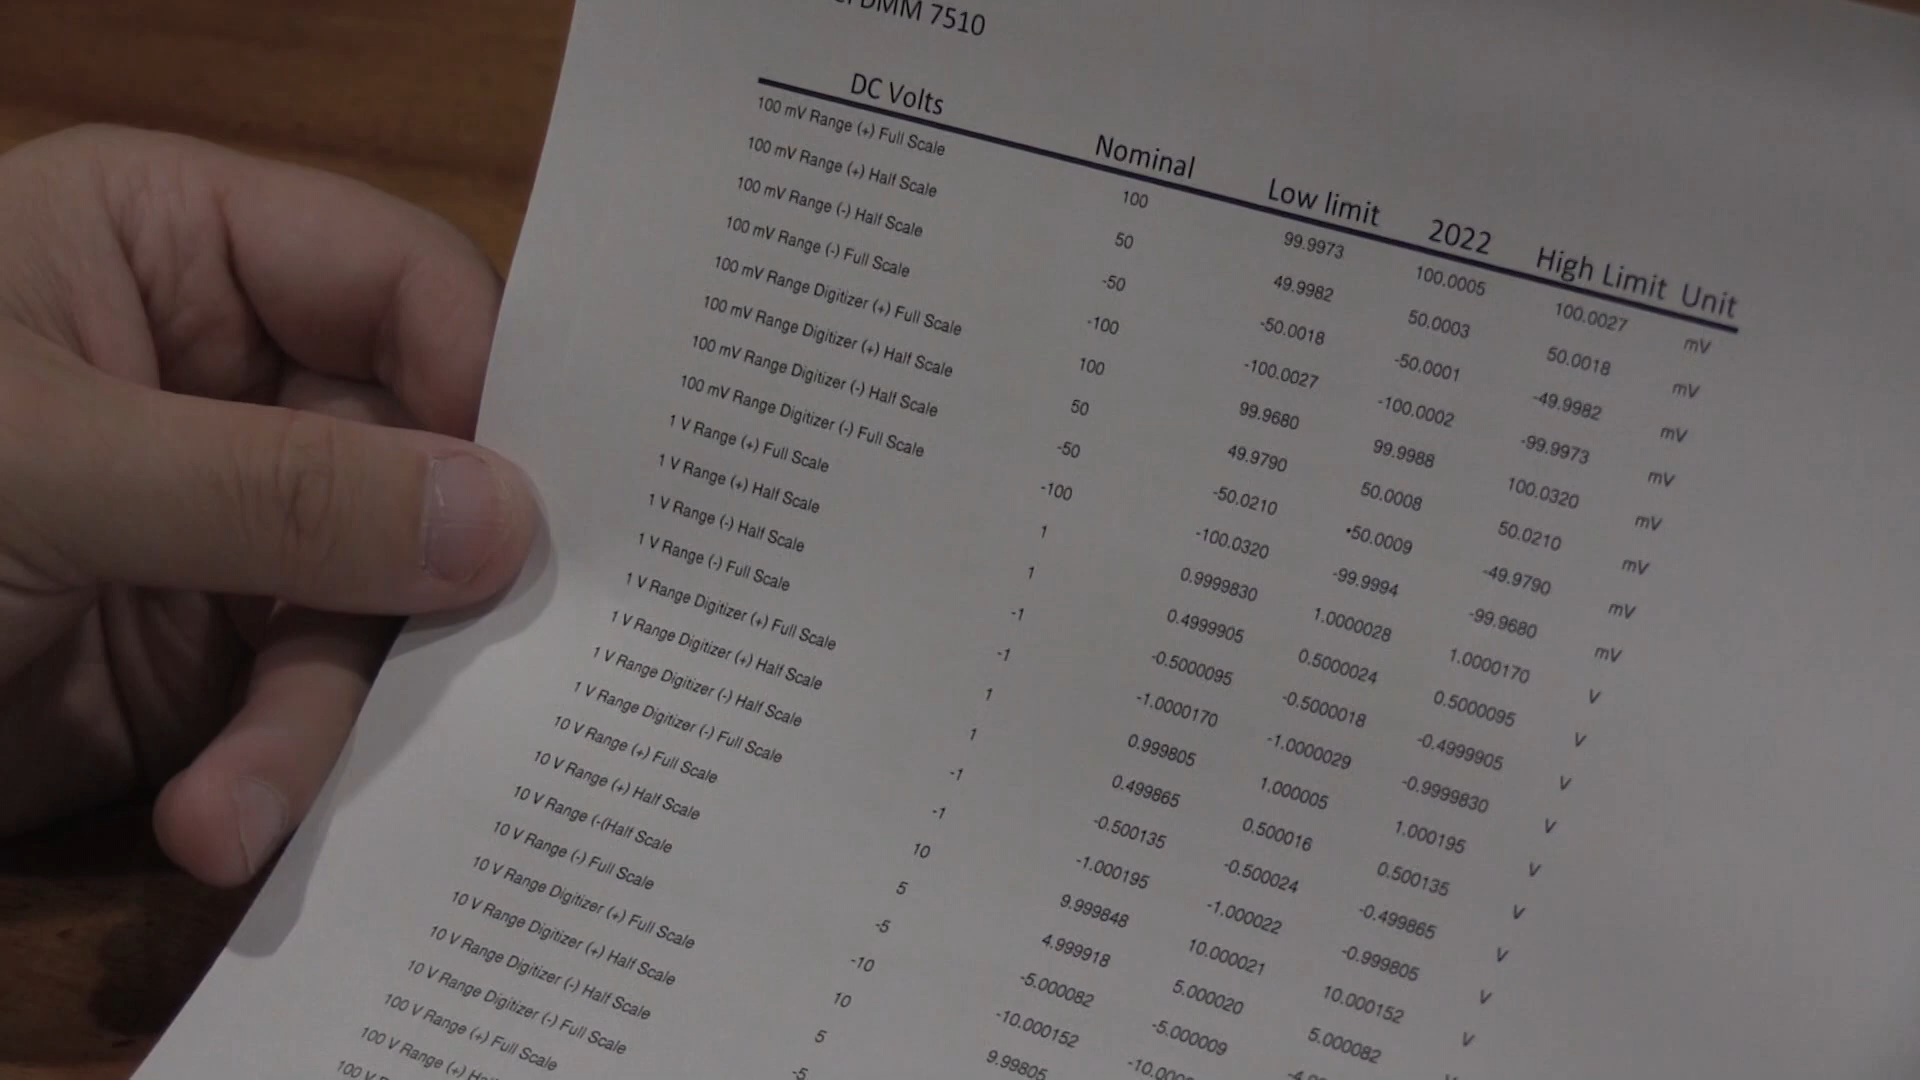 DMM 7510
DC Volts Nominal Low limit 2022 High Limit Unit
100 mV Range (+) Full Scale 100 99.9973 100.0005 100.0027 mV
100 mV Range (+) Half Scale 50 49.9982 50.0003 50.0018 mV
100 mV Range (-) Half Scale -50 -50.0018 -50.0001 -49.9982 mV
100 mV Range (-) Full Scale -100 -100.0027 -100.0002 -99.9973 mV
100 mV Range Digitizer (+) Full Scale 100 99.9680 99.9988 100.0320 mV
100 mV Range Digitizer (+) Half Scale 50 49.9790 50.0008 50.0210 mV
100 mV Range Digitizer (-) Half Scale -50 -50.0210 •50.0009 -49.9790 mV
100 mV Range Digitizer (-) Full Scale -100 -100.0320 -99.9994 -99.9680 mV
1 V Range (+) Full Scale 1 0.9999830 1.0000028 1.0000170 V
1 V Range (+) Half Scale 1 0.4999905 0.5000024 0.5000095 V
1 V Range (-) Half Scale -1 -0.5000095 -0.5000018 -0.4999905 V
1 V Range (-) Full Scale -1 -1.0000170 -1.0000029 -0.9999830 V
1 V Range Digitizer (+) Full Scale 1 0.999805 1.000005 1.000195 V
1 V Range Digitizer (+) Half Scale 1 0.499865 0.500016 0.500135 V
1 V Range Digitizer (-) Half Scale -1 -0.500135 -0.500024 -0.499865 V
1 V Range Digitizer (-) Full Scale -1 -1.000195 -1.000022 -0.999805 V
10 V Range (+) Full Scale 10 9.999848 10.000021 10.000152 V
10 V Range (+) Half Scale 5 4.999918 5.000020 5.000082
10 V Range (-(Half Scale -5 -5.000082 -5.000009
10 V Range (-) Full Scale -10 -10.000152
10 V Range Digitizer (+) Full Scale 10 9.99805
10 V Range Digitizer (+) Half Scale 5
10 V Range Digitizer (-) Half Scale -5
10 V Range Digitizer (-) Full Scale
100 V Range (+) Full Scale
100 V Range (+)
100 V